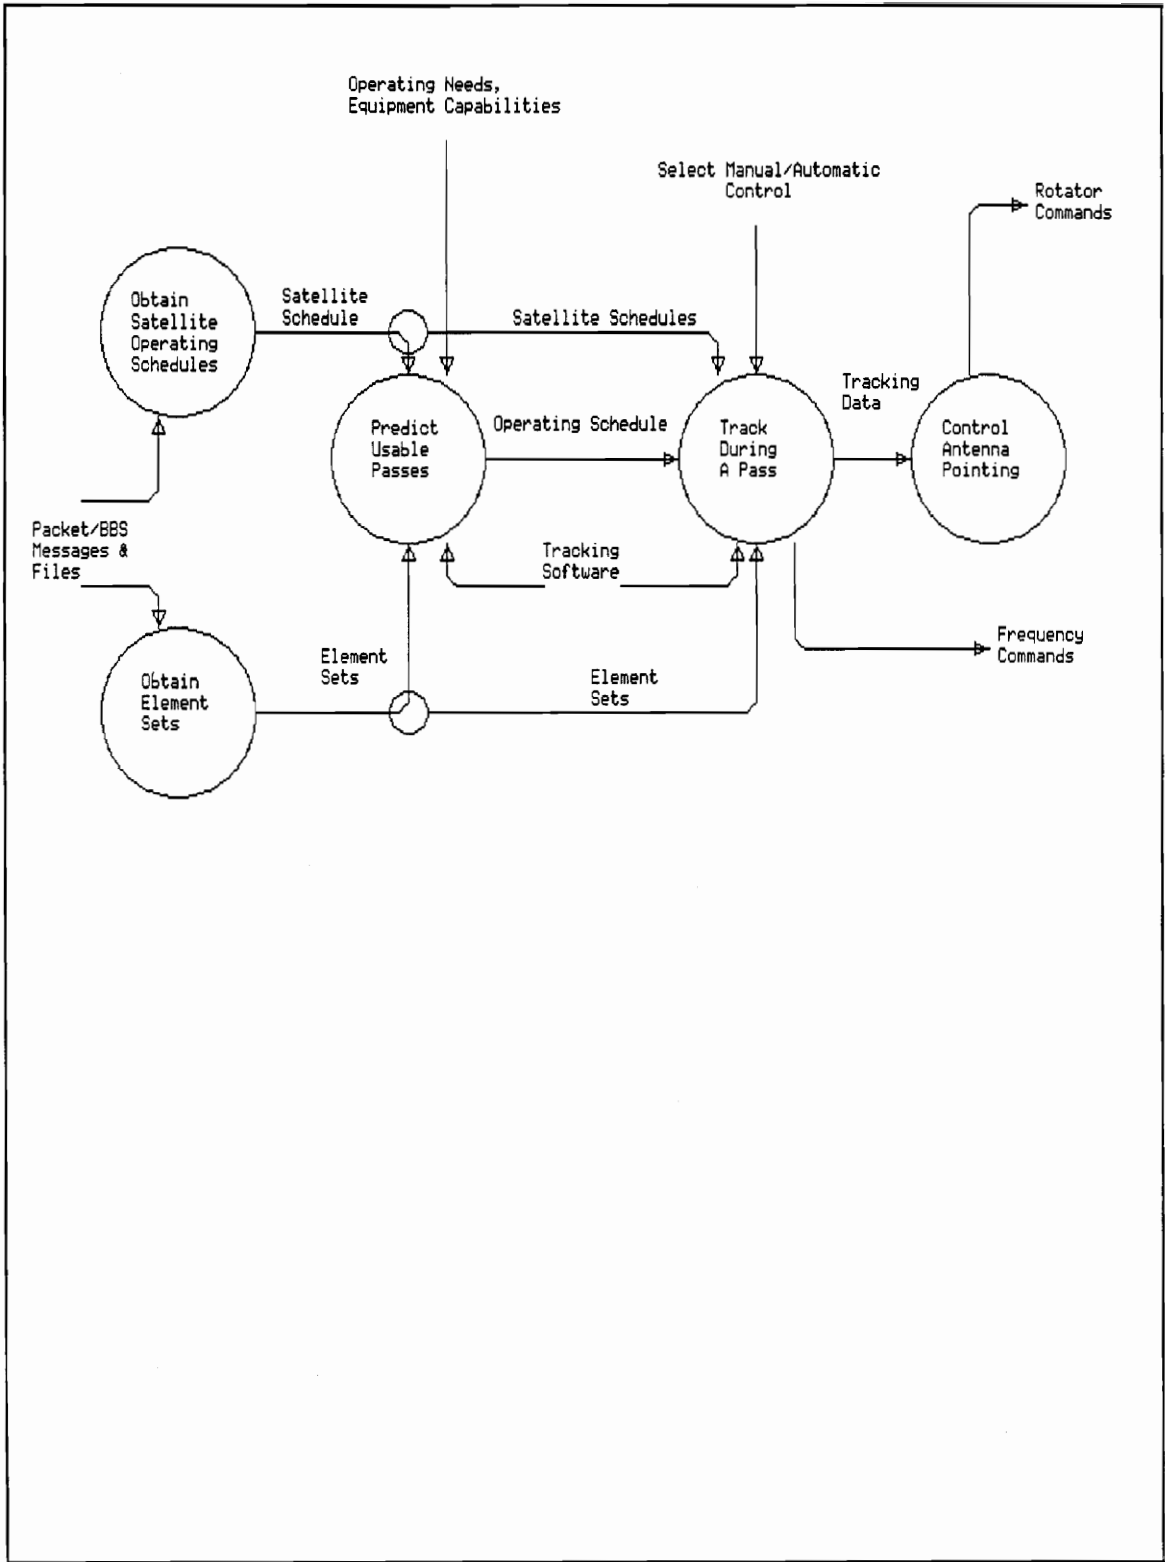 Operating Needs,
Equipment Capabilities
Select Manual/Automatic
Control
Rotator
Commands
Obtain
Satellite
Operating
Schedules
Satellite
Schedule
Satellite Schedules
Tracking
Data
Predict
Usable
Passes
Operating Schedule
Track
During
A Pass
Control
Antenna
Pointing
Packet/BBS
Messages &
Files
Tracking
Software
Frequency
Commands
Element
Sets
Element
Sets
Obtain
Element
Sets